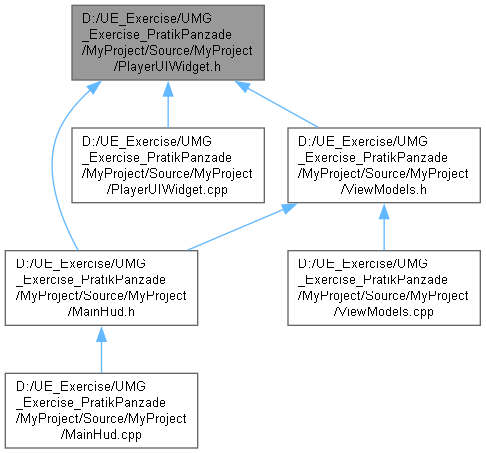 D:/UE_Exercise/UMG
_Exercise_PratikPanzade
/MyProject/Source/MyProject
/PlayerUIWidget.h
D:/UE_Exercise/UMG
_Exercise_PratikPanzade
/MyProject/Source/MyProject
/PlayerUIWidget.cpp
D:/UE_Exercise/UMG
_Exercise_PratikPanzade
/MyProject/Source/MyProject
/ViewModels.h
D:/UE_Exercise/UMG
_Exercise_PratikPanzade
/MyProject/Source/MyProject
/MainHud.h
D:/UE_Exercise/UMG
_Exercise_PratikPanzade
/MyProject/Source/MyProject
/ViewModels.cpp
D:/UE_Exercise/UMG
_Exercise_PratikPanzade
/MyProject/Source/MyProject
/MainHud.cpp